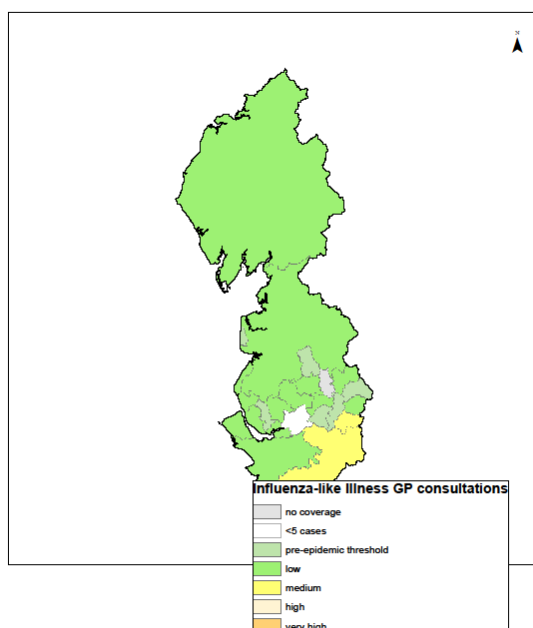 N
Influenza-like Illness GP consultations
no coverage
<5 cases
pre-epidemic threshold
low
medium
high
very high